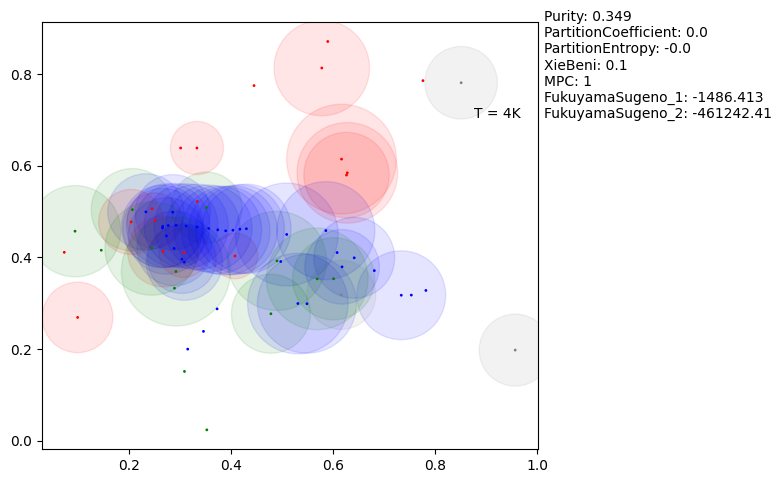 Purity: 0.349
PartitionCoefficient: 0.0
PartitionEntropy: -0.0
XieBeni: 0.1
MPC: 1
FukuyamaSugeno_1: -1486.413
FukuyamaSugeno_2: -461242.41
T = 4K
0.8
0.6
0.4
0.2
0.0
0.2 0.4 0.6 0.8 1.0